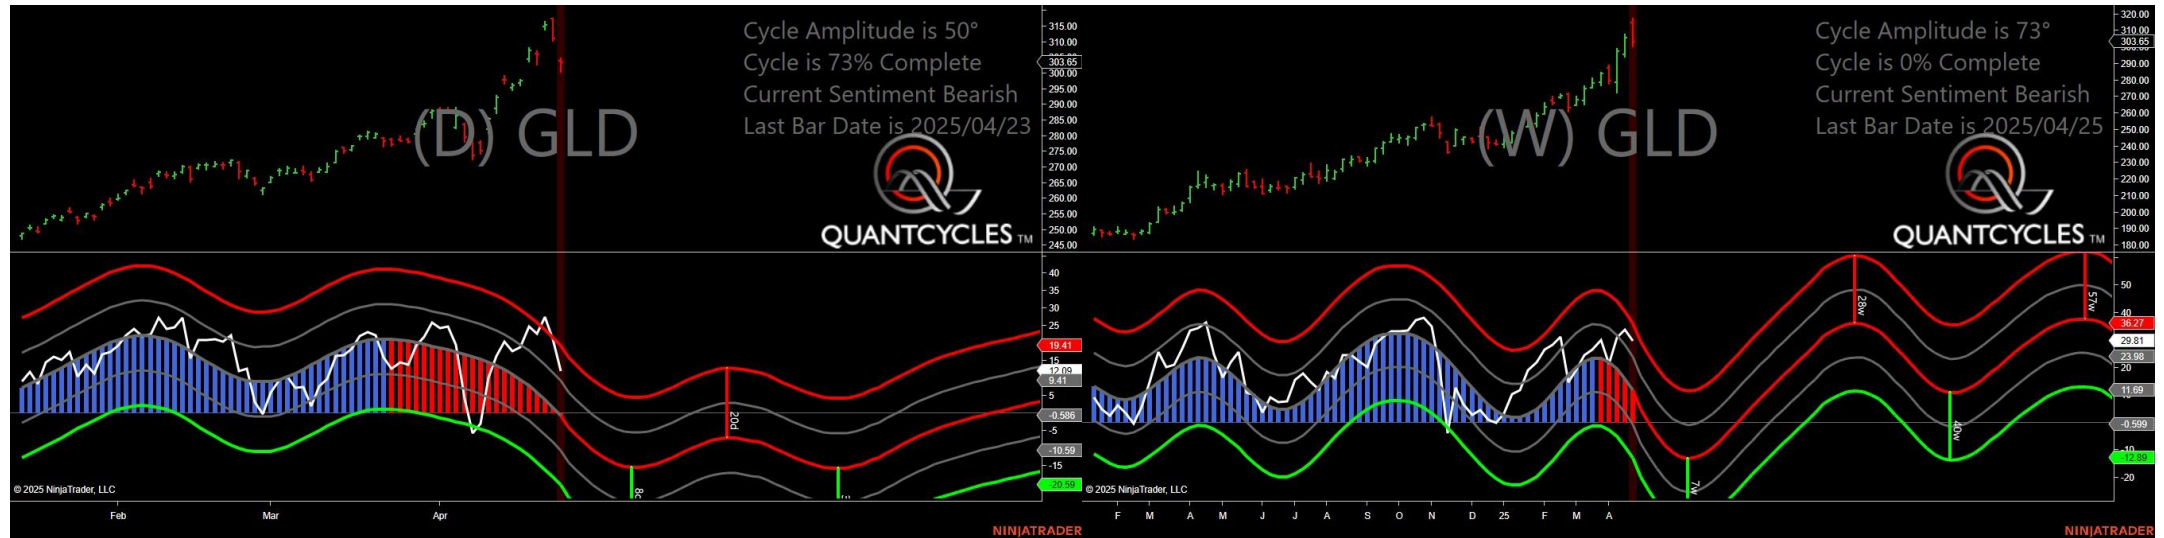 Cycle Amplitude is 50°
Cycle is 73% Complete
Current Sentiment Bearish
Last Bar Date is 2025/04/23
(D) GLD
QUANTCYCLES TM
315.00
310.00
303.65
300.00
295.00
290.00
285.00
280.00
275.00
270.00
265.00
260.00
255.00
250.00
245.00
40
35
30
25
19.41
15
12.09
9.41
5
-0.586
-5
-10.59
-15
-20.59
20d
© 2025 NinjaTrader, LLC
Feb Mar Apr
NINJATRADER
Cycle Amplitude is 73°
Cycle is 0% Complete
Current Sentiment Bearish
Last Bar Date is 2025/04/25
(W) GLD
QUANTCYCLES TM
320.00
310.00
303.65
290.00
280.00
270.00
260.00
250.00
240.00
230.00
220.00
210.00
200.00
190.00
180.00
50
40
36.27
29.81
23.98
20
11.69
-0.599
-10
-12.89
-20
7w
28w
40w
57w
© 2025 NinjaTrader, LLC
F M A M J J A S O N D 25 F M A
NINJATRADER